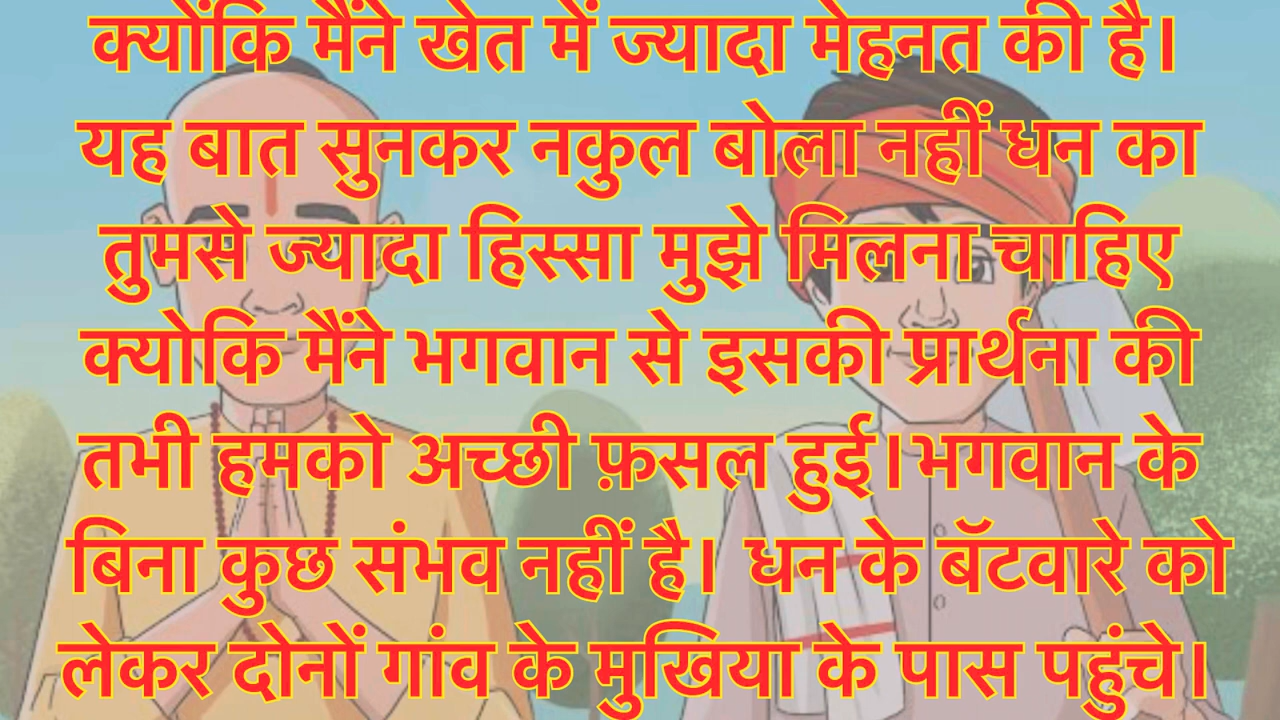 क्योंकि मैंने खेत में ज्यादा मेहनत की है।
यह बात सुनकर नकुल बोला नहीं धन का
तुमसे ज्यादा हिस्सा मुझे मिलना चाहिए
क्योकि मैंने भगवान से इसकी प्रार्थना की
तभी हमको अच्छी फ़सल हुई।भगवान के
बिना कुछ संभव नहीं है। धन के बॅटवारे को
लेकर दोनों गांव के मुखिया के पास पहुंचे।